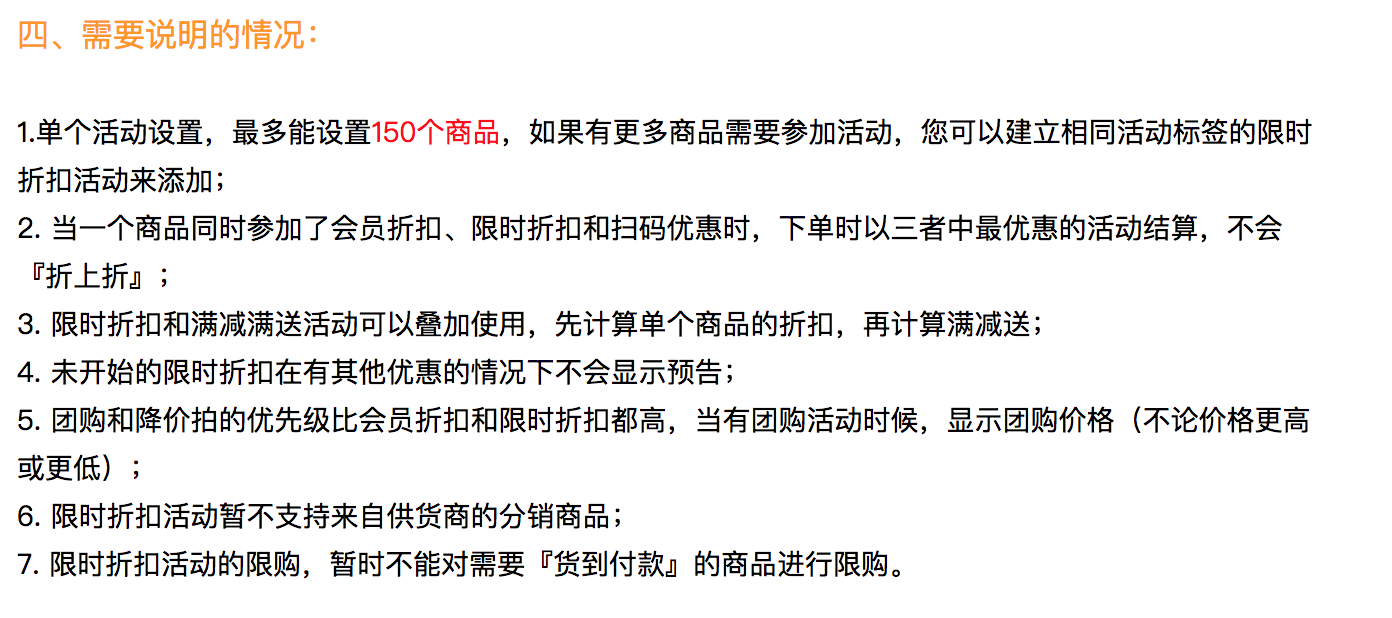 四、需要说明的情况：
1.单个活动设置，最多能设置150个商品，如果有更多商品需要参加活动，您可以建立相同活动标签的限时
折扣活动来添加；
2. 当一个商品同时参加了会员折扣、限时折扣和扫码优惠时，下单时以三者中最优惠的活动结算，不会
『折上折』；
3. 限时折扣和满减满送活动可以叠加使用，先计算单个商品的折扣，再计算满减送；
4. 未开始的限时折扣在有其他优惠的情况下不会显示预告；
5. 团购和降价拍的优先级比会员折扣和限时折扣都高，当有团购活动时候，显示团购价格（不论价格更高
或更低）；
6. 限时折扣活动暂不支持来自供货商的分销商品；
7. 限时折扣活动的限购，暂时不能对需要『货到付款』的商品进行限购。